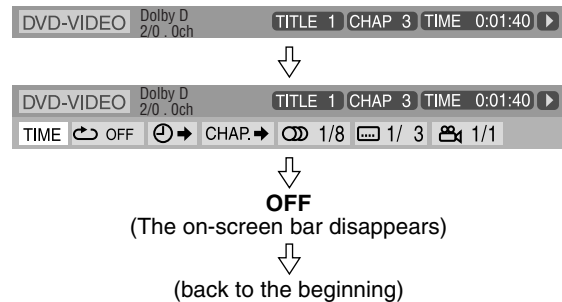 DVD-VIDEO Dolby D 2/0 . 0ch TITLE 1 CHAP 3 TIME 0:01:40
DVD-VIDEO Dolby D 2/0 . 0ch TITLE 1 CHAP 3 TIME 0:01:40
TIME OFF CHAP. 1/8 1/ 3 1/1
OFF
(The on-screen bar disappears)
(back to the beginning)